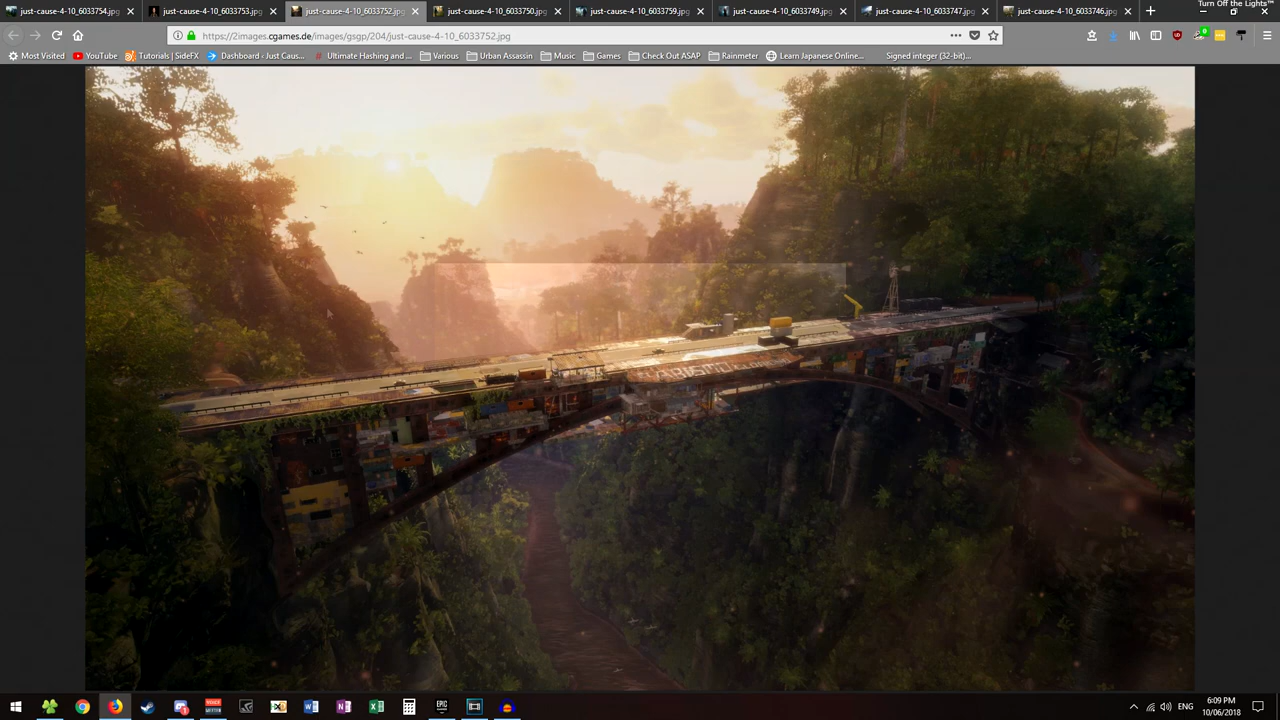 Turn Off the Lights™
just-cause-4-10_6033754.jpg
just-cause-4-10_6033753.jpg
just-cause-4-10_6033752.jpg
just-cause-4-10_6033750.jpg
just-cause-4-10_6033759.jpg
just-cause-4-10_6033749.jpg
just-cause-4-10_6033747.jpg
just-cause-4-10_6033746.jpg
https://2images.cgames.de/images/gsgp/204/just-cause-4-10_6033752.jpg
Most Visited YouTube Tutorials | SideFX Dashboard ‹ Just Caus... Ultimate Hashing and ... Various Urban Assassin Music Games Check Out ASAP Rainmeter Learn Japanese Online... Signed integer (32-bit)...
ENG
6:09 PM
10/06/2018